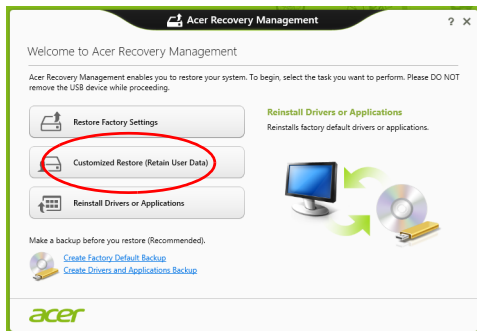 Acer Recovery Management
? ×
Welcome to Acer Recovery Management
Acer Recovery Management enables you to restore your system. To begin, select the task you want to perform. Please DO NOT
remove the USB device while proceeding.
Restore Factory Settings
Customized Restore (Retain User Data)
Reinstall Drivers or Applications
Reinstall Drivers or Applications
Reinstalls factory default drivers or applications.
Make a backup before you restore (Recommended).
Create Factory Default Backup
Create Drivers and Applications Backup
acer